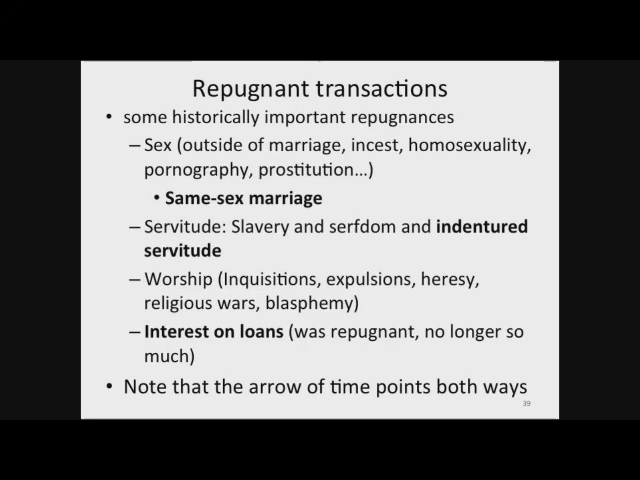 Repugnant transactions
• some historically important repugnances
– Sex (outside of marriage, incest, homosexuality,
pornography, prostitution…)
• Same-sex marriage
– Servitude: Slavery and serfdom and indentured
servitude
– Worship (Inquisitions, expulsions, heresy,
religious wars, blasphemy)
– Interest on loans (was repugnant, no longer so
much)
• Note that the arrow of time points both ways
39